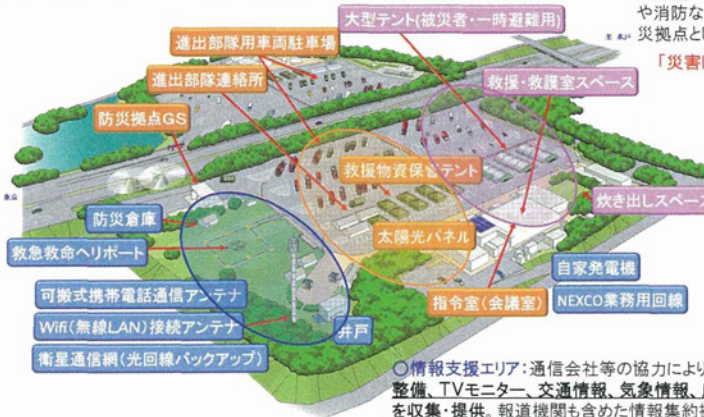 大型テント(被災者・一時避難用)
や消防な
災拠点とし
進出部隊用車両駐車場
「災害
進出部隊連絡所
救援・救護室スペース
防災拠点GS
救援物資保管テント
炊き出しスペース
防災倉庫
太陽光パネル
救急救命ヘリポート
自家発電機
可搬式携帯電話通信アンテナ
指令室(会議室)
NEXCO業務用回線
Wifi(無線LAN)接続アンテナ
井戸
衛星通信網(光回線バックアップ)
〇情報支援エリア:通信会社等の協力により
整備、TVモニター、交通情報、気象情報、
を収集・提供。報道機関も含めた情報集約